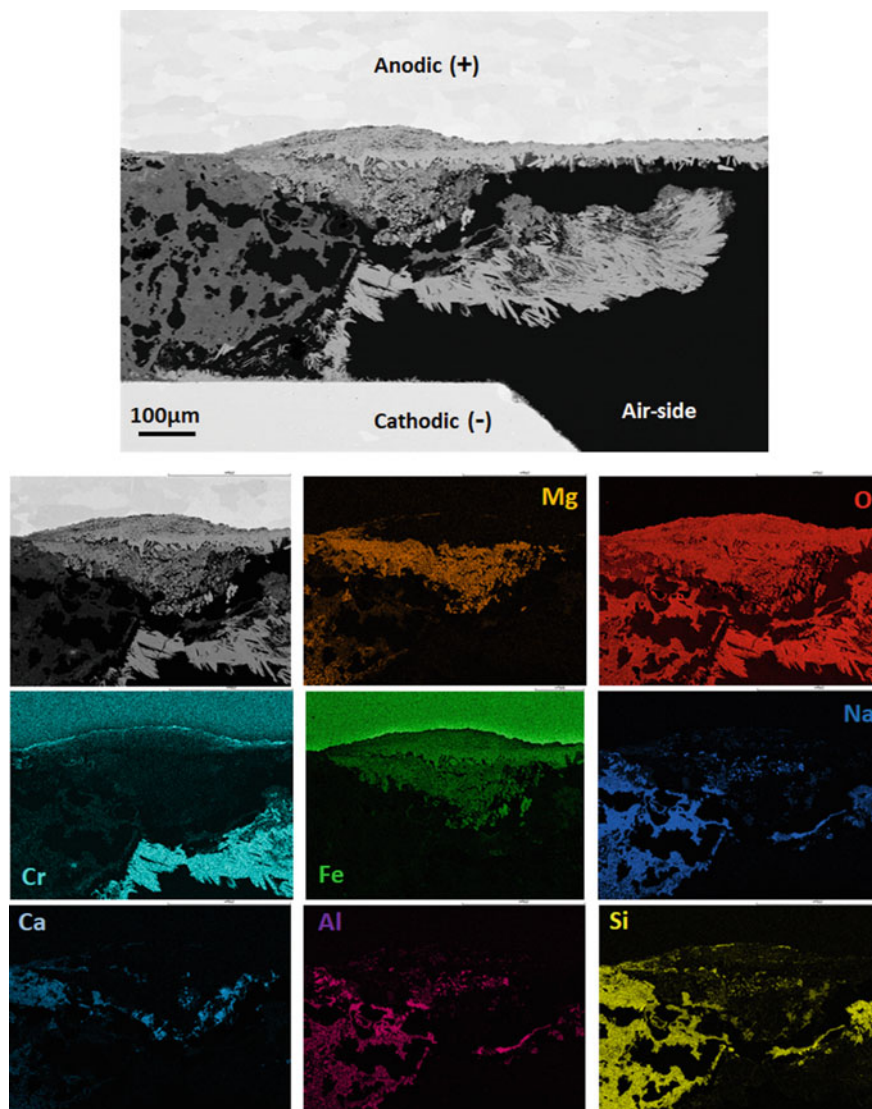 Anodic (+)
100µm
Cathodic (-)
Air-side
Mg
O
Cr
Fe
Na
Ca
Al
Si